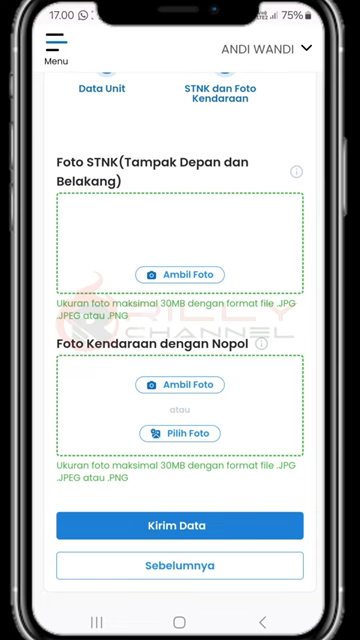 17.00
75%
ANDI WANDI
Menu
Data Unit
STNK dan Foto
Kendaraan
Foto STNK(Tampak Depan dan
Belakang)
Ambil Foto
Ukuran foto maksimal 30MB dengan format file .JPG
.JPEG atau .PNG
RILLY
CHANNEL
Foto Kendaraan dengan Nopol
Ambil Foto
atau
Pilih Foto
Ukuran foto maksimal 30MB dengan format file .JPG
.JPEG atau .PNG
Kirim Data
Sebelumnya